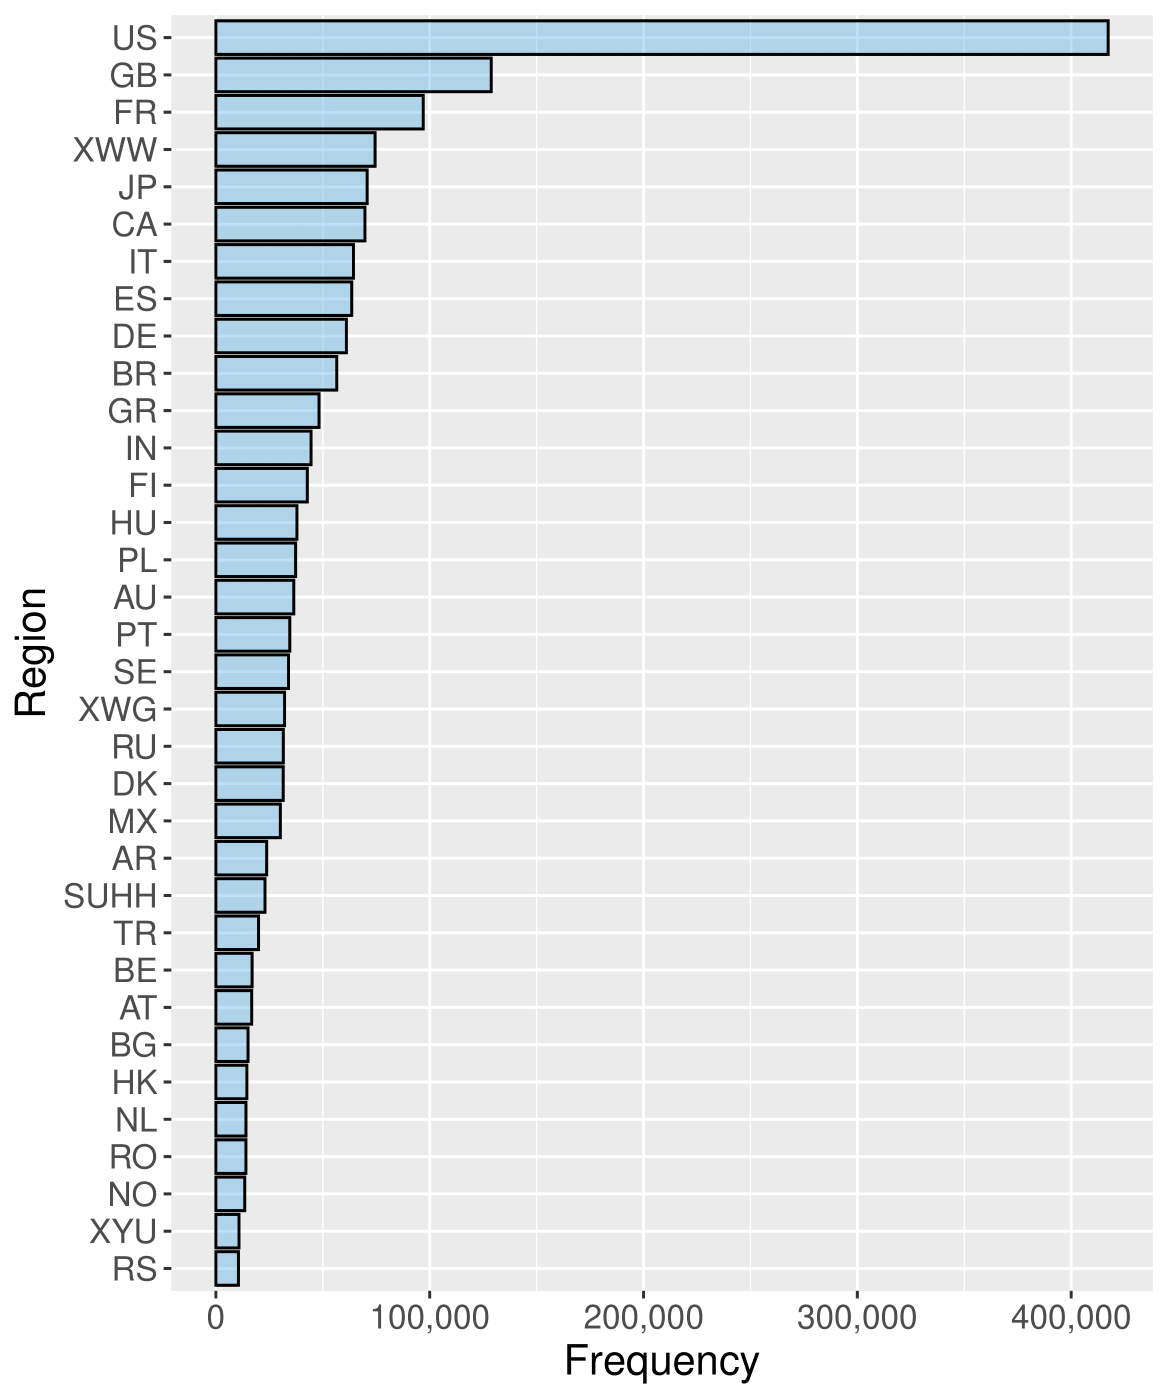 US
GB
FR
XWW
JP
CA
IT
ES
DE
BR
GR
IN
FI
HU
PL
AU
PT
SE
XWG
RU
DK
MX
AR
SUHH
TR
BE
AT
BG
HK
NL
RO
NO
XYU
RS
Region
0 100,000 200,000 300,000 400,000
Frequency